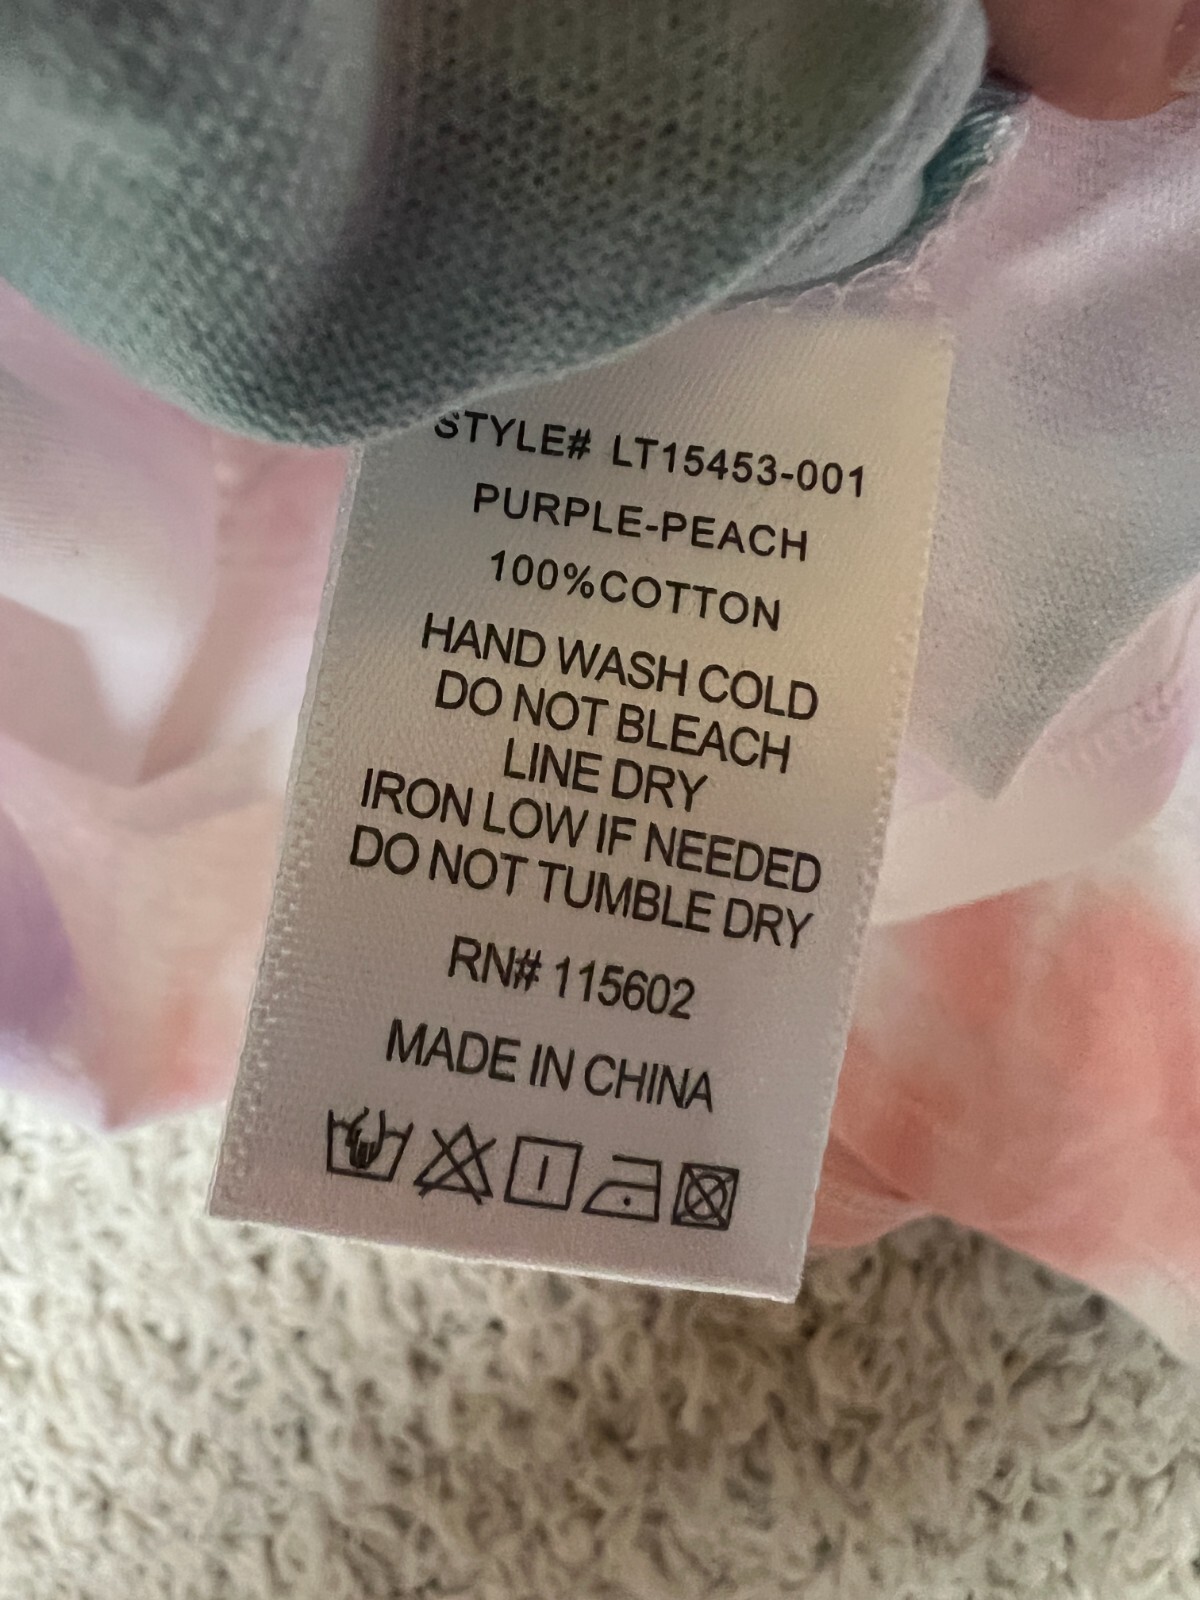 STYLE# LT15453-001
PURPLE-PEACH
100%COTTON
HAND WASH COLD
DO NOT BLEACH
LINE DRY
IRON LOW IF NEEDED
DO NOT TUMBLE DRY
RN# 115602
MADE IN CHINA